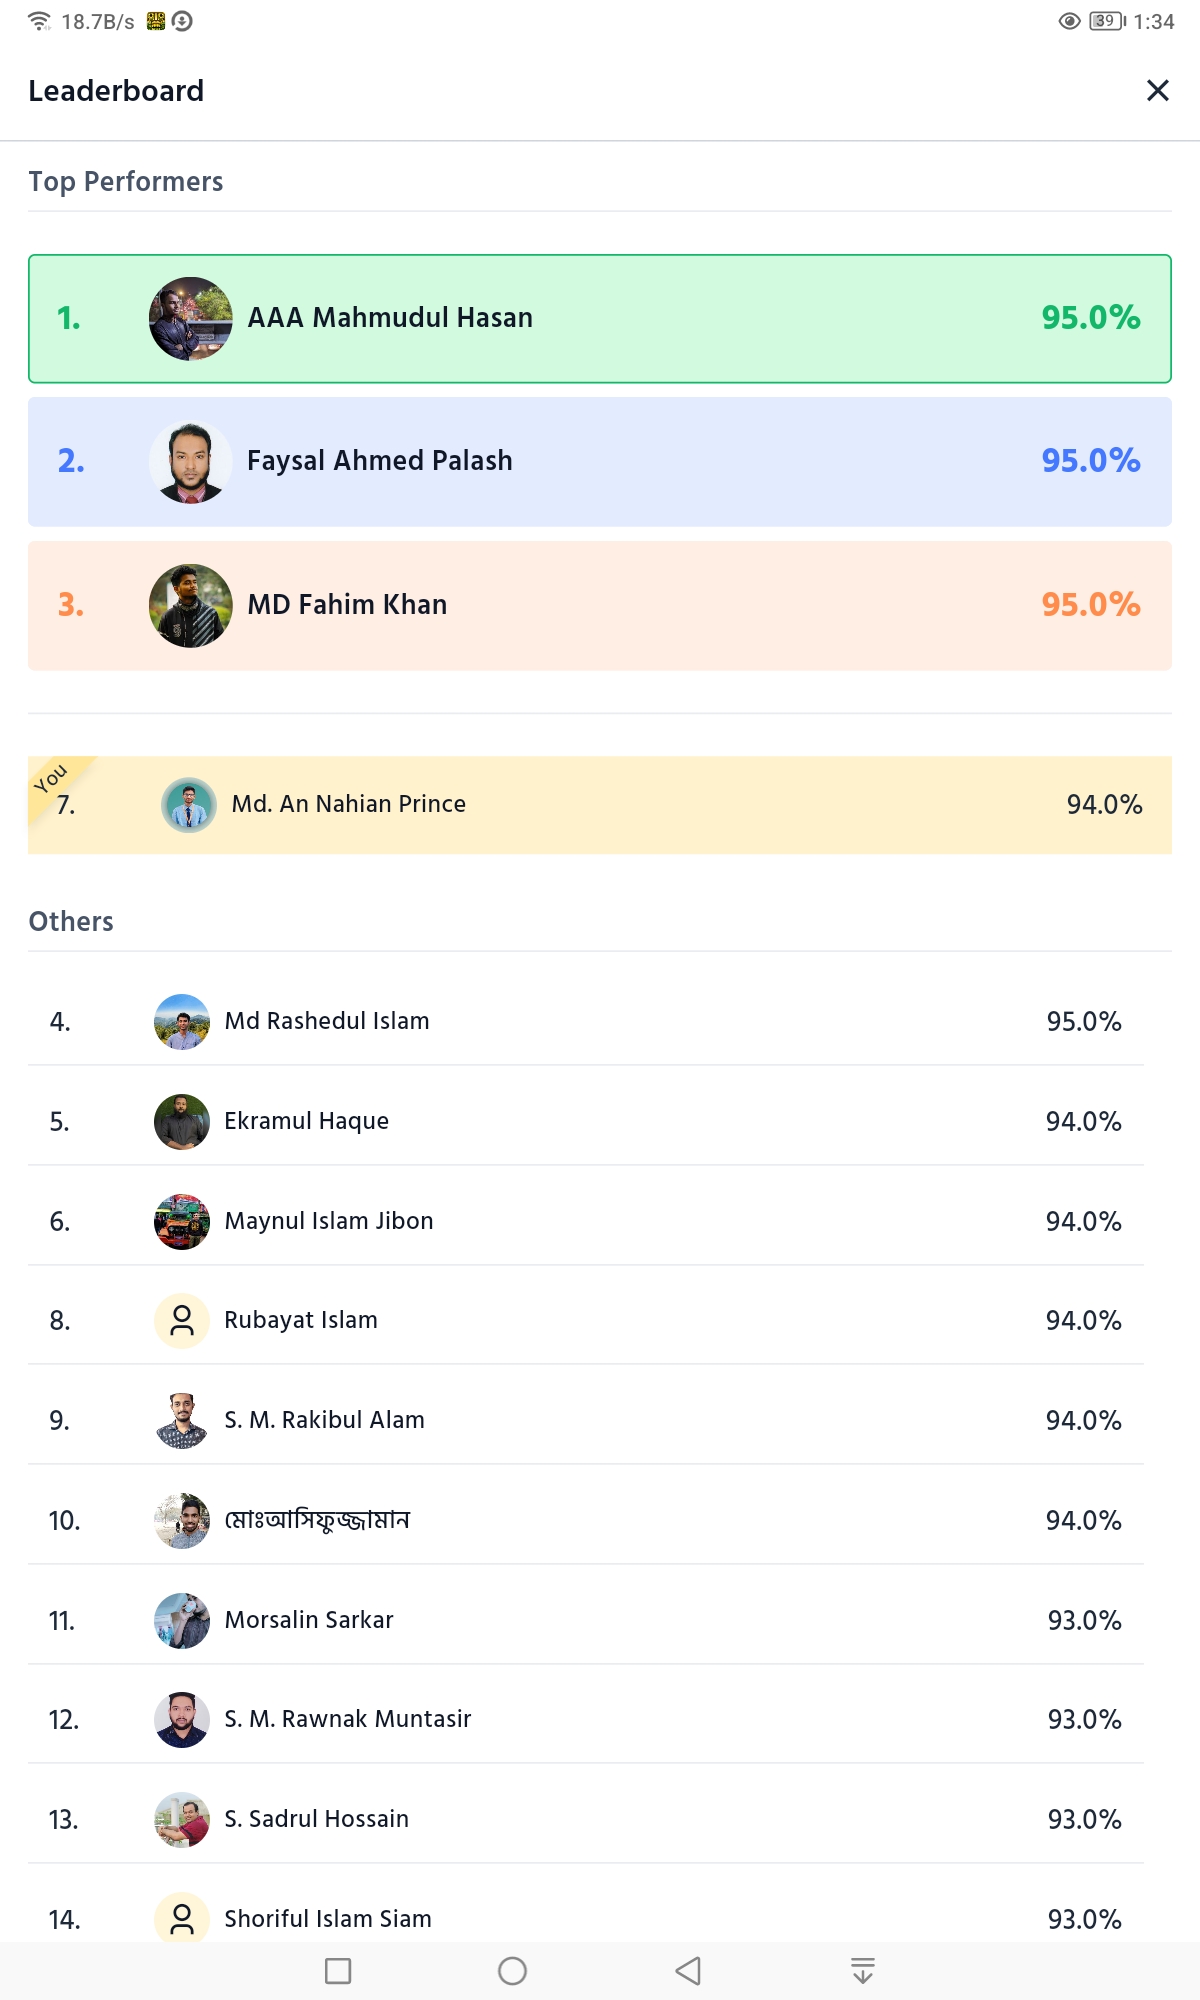 18.7B/s 39 1:34
Leaderboard
Top Performers
1. AAA Mahmudul Hasan 95.0%
2. Faysal Ahmed Palash 95.0%
3. MD Fahim Khan 95.0%
You
7. Md. An Nahian Prince 94.0%
Others
4. Md Rashedul Islam 95.0%
5. Ekramul Haque 94.0%
6. Maynul Islam Jibon 94.0%
8. Rubayat Islam 94.0%
9. S. M. Rakibul Alam 94.0%
10. মোঃআসিফুজ্জামান 94.0%
11. Morsalin Sarkar 93.0%
12. S. M. Rawnak Muntasir 93.0%
13. S. Sadrul Hossain 93.0%
14. Shoriful Islam Siam 93.0%